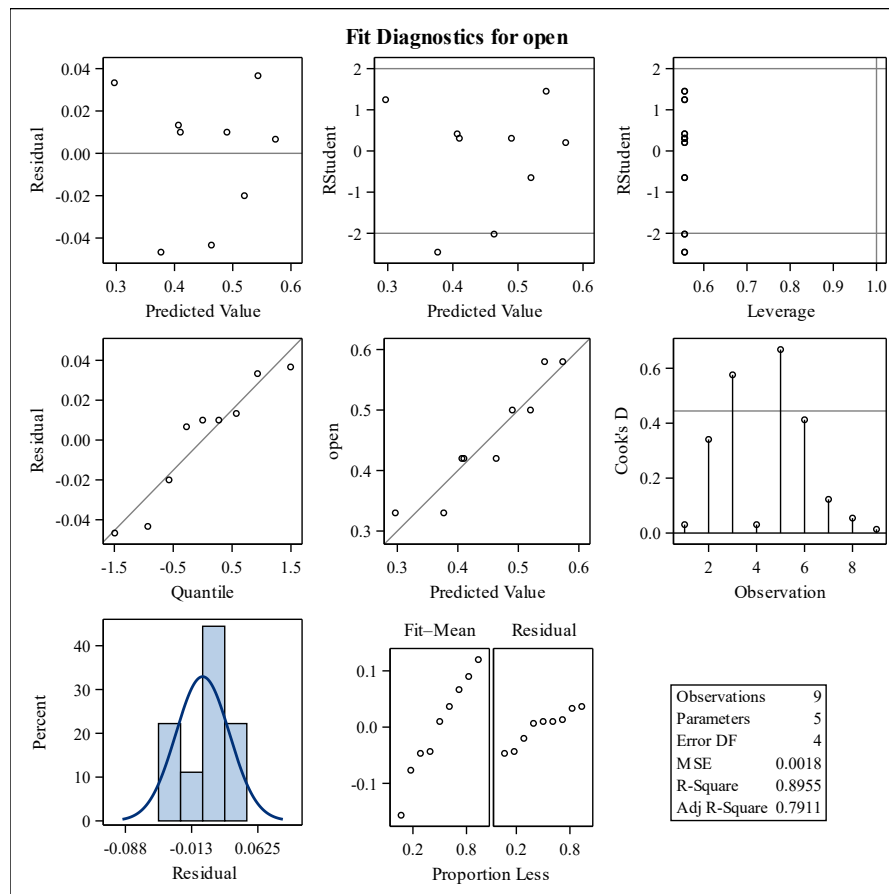 Fit Diagnostics for open
0.04
0.02
0.00
-0.02
-0.04
Residual
0.3 0.4 0.5 0.6
Predicted Value
2
1
0
-1
-2
RStudent
0.3 0.4 0.5 0.6
Predicted Value
2
1
0
-1
-2
RStudent
0.6 0.7 0.8 0.9 1.0
Leverage
0.04
0.02
0.00
-0.02
-0.04
Residual
-1.5 -0.5 0.5 1.5
Quantile
0.6
0.5
0.4
0.3
open
0.3 0.4 0.5 0.6
Predicted Value
0.6
0.4
0.2
0.0
Cook's D
2 4 6 8
Observation
40
30
20
10
0
Percent
-0.088 -0.013 0.0625
Residual
Fit–Mean Residual
0.1
0.0
-0.1
0.2 0.8 0.2 0.8
Proportion Less
Observations 9
Parameters 5
Error DF 4
MSE 0.0018
R-Square 0.8955
Adj R-Square 0.7911